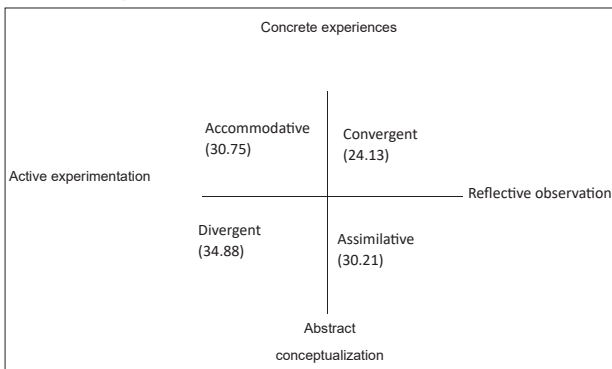 Concrete experiences
Accommodative
(30.75)
Convergent
(24.13)
Active experimentation
Reflective observation
Divergent
(34.88)
Assimilative
(30.21)
Abstract
conceptualization